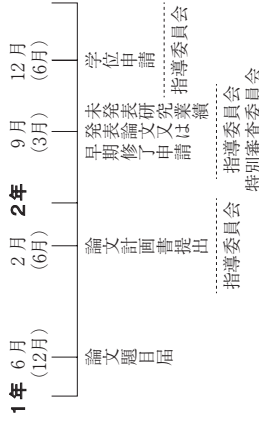 1年
6月
(12月)
論文題目届
2月
(6月)
論文計画書提出
指導委員会
2年
9月
(3月)
未発表研究業績
発表論文又は
早期修了申請
指導委員会
特別審査委員会
12月
(6月)
学位申請
指導委員会